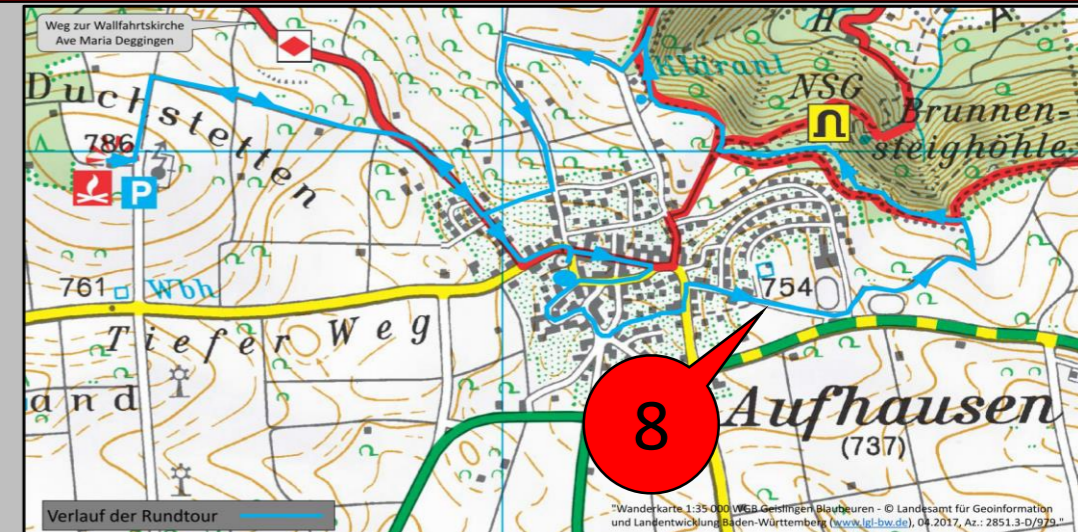 Weg zur Wallfahrtskirche
Ave Maria Deggingen
H
Duchstetten
Kläranl
NSG
Brunnen-
steighöhle
786
P
754
761
Wbh
Tiefer Weg
and
8
Aufhausen
(737)
Verlauf der Rundtour
"Wanderkarte 1:35 000 WGB Geislingen Blaubeuren - © Landesamt für Geoinformation
und Landentwicklung Baden-Württemberg (www.lgl-bw.de), 04.2017, Az.: 2851.3-D/979."